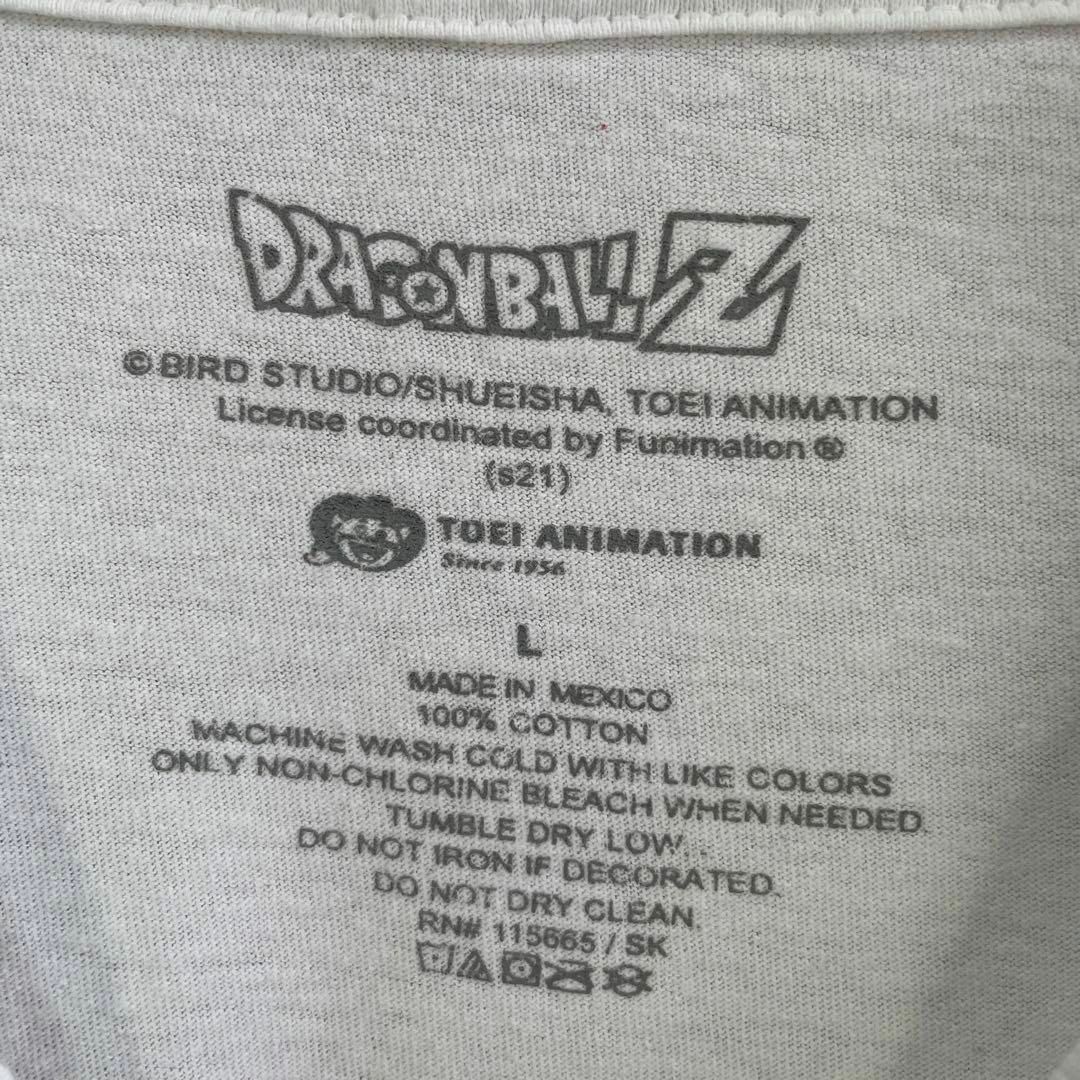 DRAGONBALL Z
© BIRD STUDIO/SHUEISHA, TOEI ANIMATION
License coordinated by Funimation ®
(s21)
TOEI ANIMATION
Since 1956
L
MADE IN MEXICO
100% COTTON
MACHINE WASH COLD WITH LIKE COLORS
ONLY NON-CHLORINE BLEACH WHEN NEEDED.
TUMBLE DRY LOW. .
DO NOT IRON IF DECORATED.
DO NOT DRY CLEAN.
RN# 115665 / SK